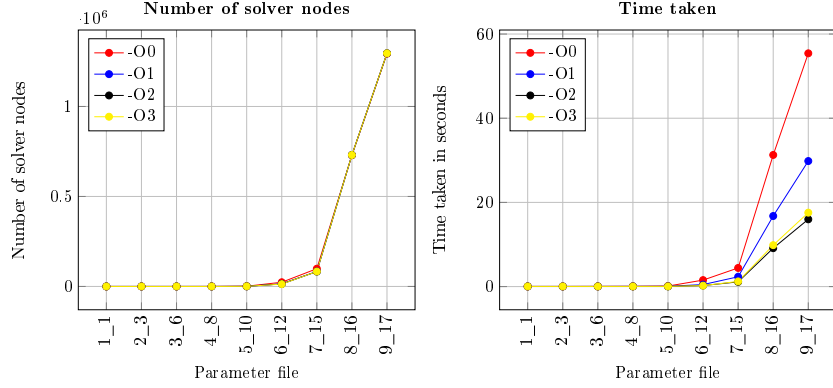 Number of solver nodes
·10^6
1
0.5
0
Number of solver nodes
-O0
-O1
-O2
-O3
1_1
2_3
3_6
4_8
5_10
6_12
7_15
8_16
9_17
Parameter file
Time taken
60
40
20
0
Time taken in seconds
-O0
-O1
-O2
-O3
1_1
2_3
3_6
4_8
5_10
6_12
7_15
8_16
9_17
Parameter file